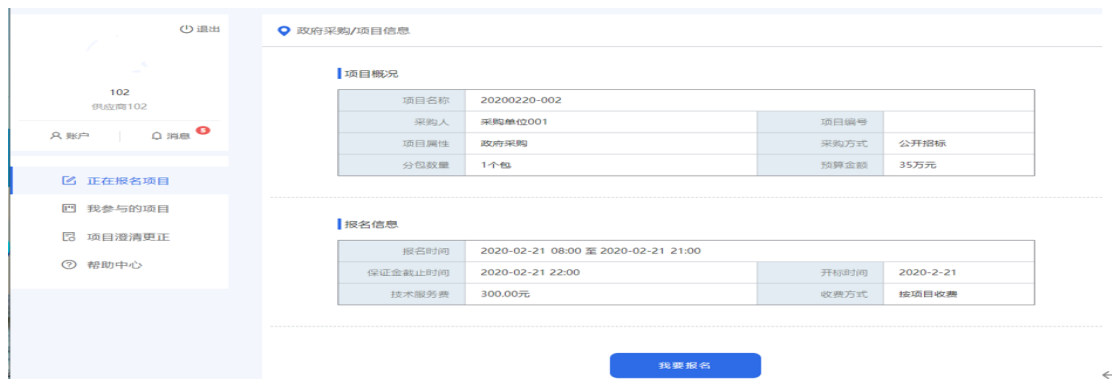 退出
政府采购/项目信息
项目概况
102
供应商102
账户
消息
5
项目名称 20200220-002
采购人 采购单位001 项目编号
项目属性 政府采购 采购方式 公开招标
分包数量 1个包 预算金额 35万元
正在报名项目
我参与的项目
项目澄清更正
帮助中心
报名信息
报名时间 2020-02-21 08:00 至 2020-02-21 21:00
保证金截止时间 2020-02-21 22:00 开标时间 2020-2-21
技术服务费 300.00元 收费方式 按项目收费
我要报名